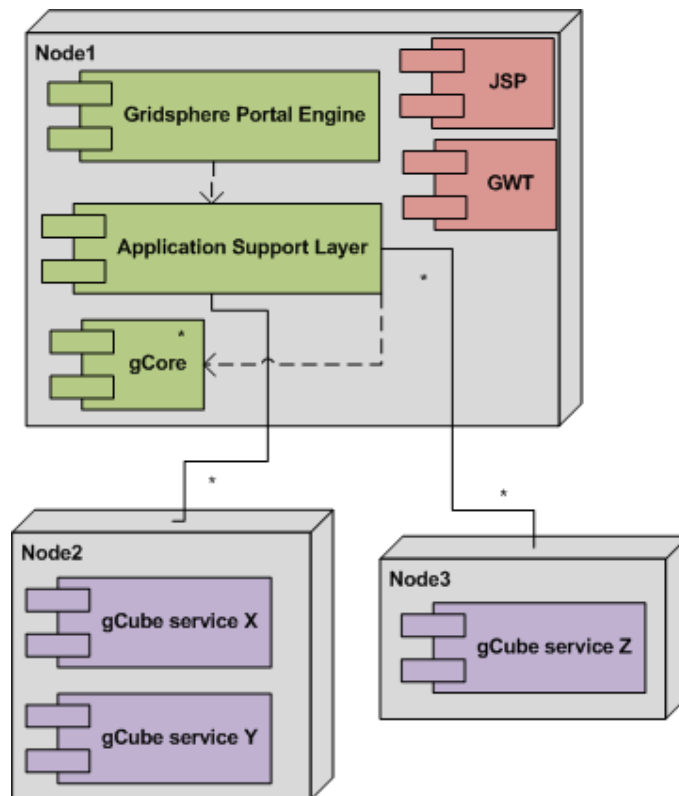 Node1
JSP
Gridsphere Portal Engine
GWT
Application Support Layer
*
*
gCore
*
*
Node2
Node3
gCube service X
gCube service Z
gCube service Y